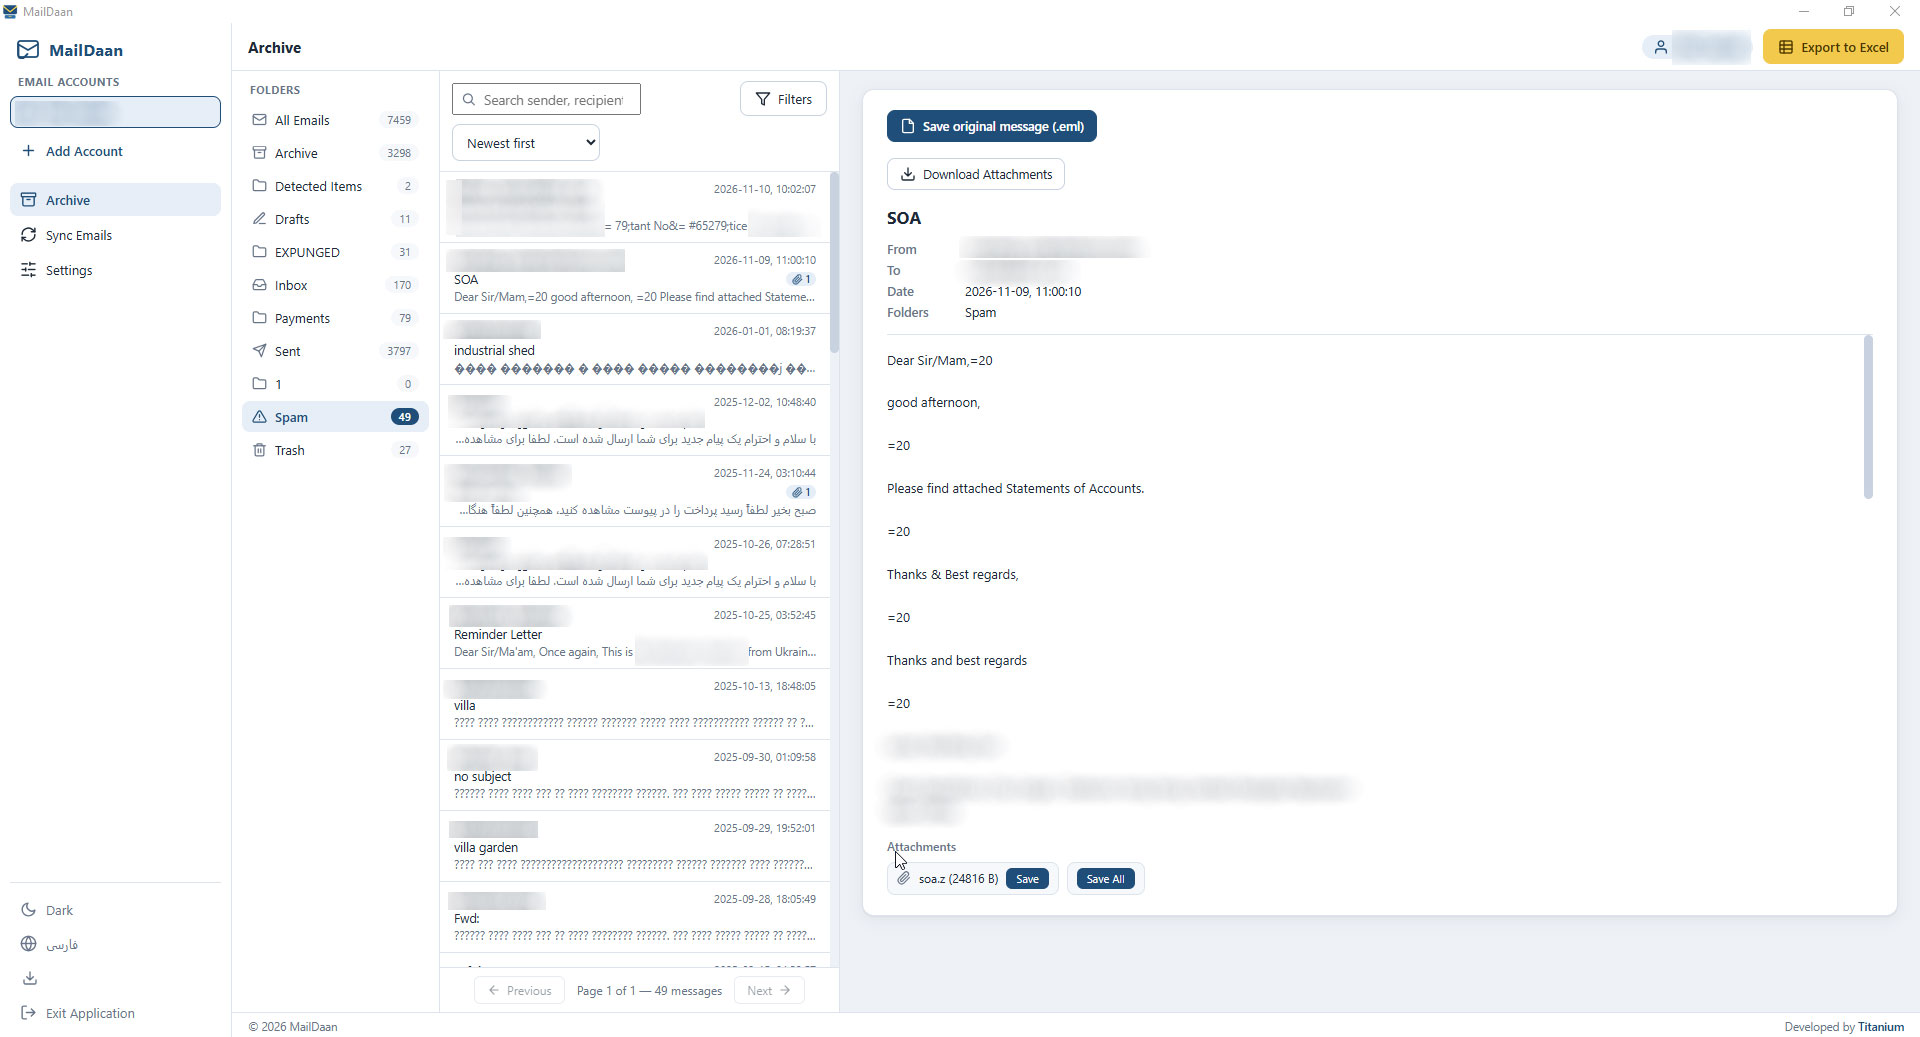 MailDaan
MailDaan
EMAIL ACCOUNTS
Add Account
Archive
Sync Emails
Settings
Dark
فارسی
Exit Application
Archive
Export to Excel
FOLDERS
All Emails 7459
Archive 3298
Detected Items 2
Drafts 11
EXPUNGED 31
Inbox 170
Payments 79
Sent 3797
1 0
Spam 49
Trash 27
Search sender, recipient
Filters
Newest first
2026-11-10, 10:02:07
= 79;tant No&= #65279;tice
2026-11-09, 11:00:10
SOA 1
Dear Sir/Mam,=20 good afternoon, =20 Please find attached Stateme...
2026-01-01, 08:19:37
industrial shed
���� ������� � ���� ����� ��������j ��...
2025-12-02, 10:48:40
با سلام و احترام یک پیام جدید برای شما ارسال شده است. لطفا برای مشاهده...
2025-11-24, 03:10:44
1
صبح بخیر لطفاً رسید پرداخت را در پیوست مشاهده کنید، همچنین لطفاً هنگا...
2025-10-26, 07:28:51
با سلام و احترام یک پیام جدید برای شما ارسال شده است. لطفا برای مشاهده...
2025-10-25, 03:52:45
Reminder Letter
Dear Sir/Ma'am, Once again, This is from Ukrain...
2025-10-13, 18:48:05
villa
???? ???? ???????????? ?????? ??????? ????? ???? ??????????? ?????? ?? ?...
2025-09-30, 01:09:58
no subject
?????? ???? ???? ??? ?? ???? ???????? ??????. ??? ???? ????? ????? ?? ????...
2025-09-29, 19:52:01
villa garden
???? ??? ???? ???????????????????? ????????? ?????? ??????? ???? ??????...
2025-09-28, 18:05:49
Fwd:
?????? ???? ???? ??? ?? ???? ???????? ??????. ??? ???? ????? ????? ?? ????...
Previous Page 1 of 1 — 49 messages Next
Save original message (.eml)
Download Attachments
SOA
From
To
Date 2026-11-09, 11:00:10
Folders Spam
Dear Sir/Mam,=20
good afternoon,
=20
Please find attached Statements of Accounts.
=20
Thanks & Best regards,
=20
Thanks and best regards
=20
Attachments
soa.z (24816 B) Save Save All
© 2026 MailDaan
Developed by Titanium